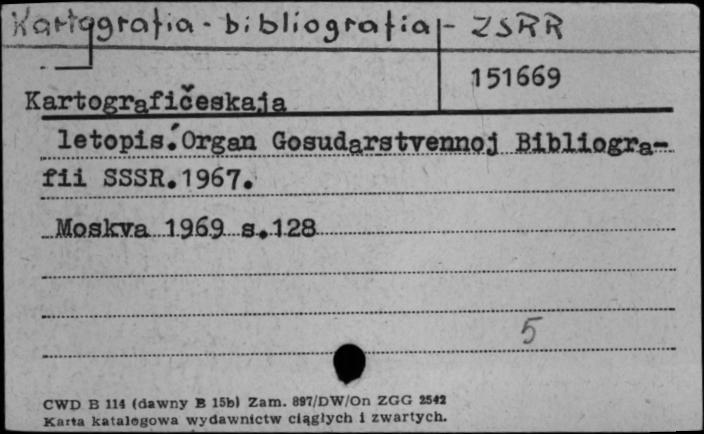 Kartografia - bibliografia - ZSRR
151669
Kartografičeskaja
letopis.́Organ Gosudarstvennoj Bibliogra-
fii SSSR.1967.
Moskva 1969 s.128
5
CWD B 114 (dawny B 15b) Zam. 897/DW/On ZGG 2542
Karta katalogowa wydawnictw ciągłych i zwartych.